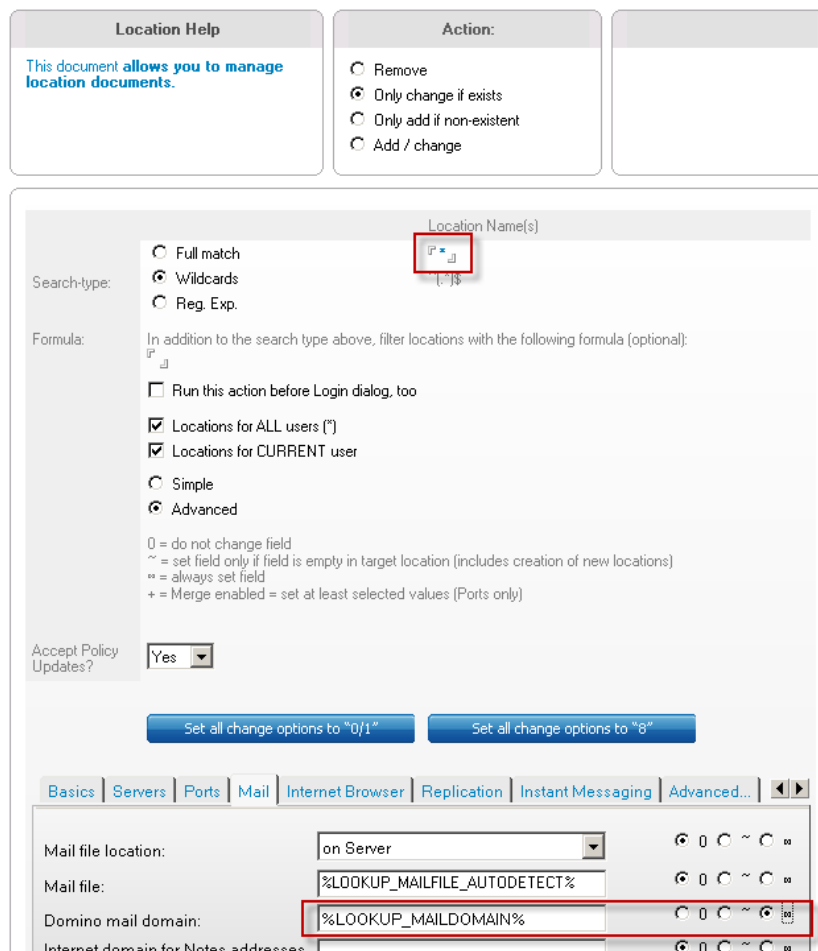 Location Help
This document allows you to manage
location documents.
Action:
Remove
Only change if exists
Only add if non-existent
Add / change
Location Name(s)
Search-type:
Full match
Wildcards
Reg. Exp.
*
^(.*)$
Formula:
In addition to the search type above, filter locations with the following formula (optional):
Run this action before Login dialog, too
Locations for ALL users (*)
Locations for CURRENT user
Simple
Advanced
0 = do not change field
~ = set field only if field is empty in target location (includes creation of new locations)
∞ = always set field
+ = Merge enabled = set at least selected values (Ports only)
Accept Policy
Updates?
Yes
Set all change options to "0/1"
Set all change options to "8"
Basics Servers Ports Mail Internet Browser Replication Instant Messaging Advanced...
Mail file location: on Server 0 ~ ∞
Mail file: %LOOKUP_MAILFILE_AUTODETECT% 0 ~ ∞
Domino mail domain: %LOOKUP_MAILDOMAIN% 0 ~ ∞
Internet domain for Notes addresses 0 ~ ∞